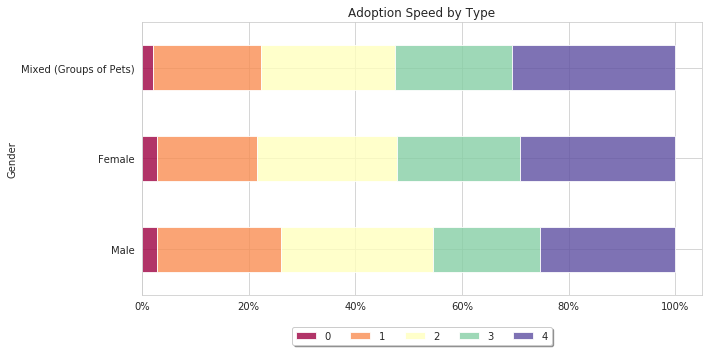 Adoption Speed by Type
Mixed (Groups of Pets)
Female
Male
Gender
0% 20% 40% 60% 80% 100%
0 1 2 3 4